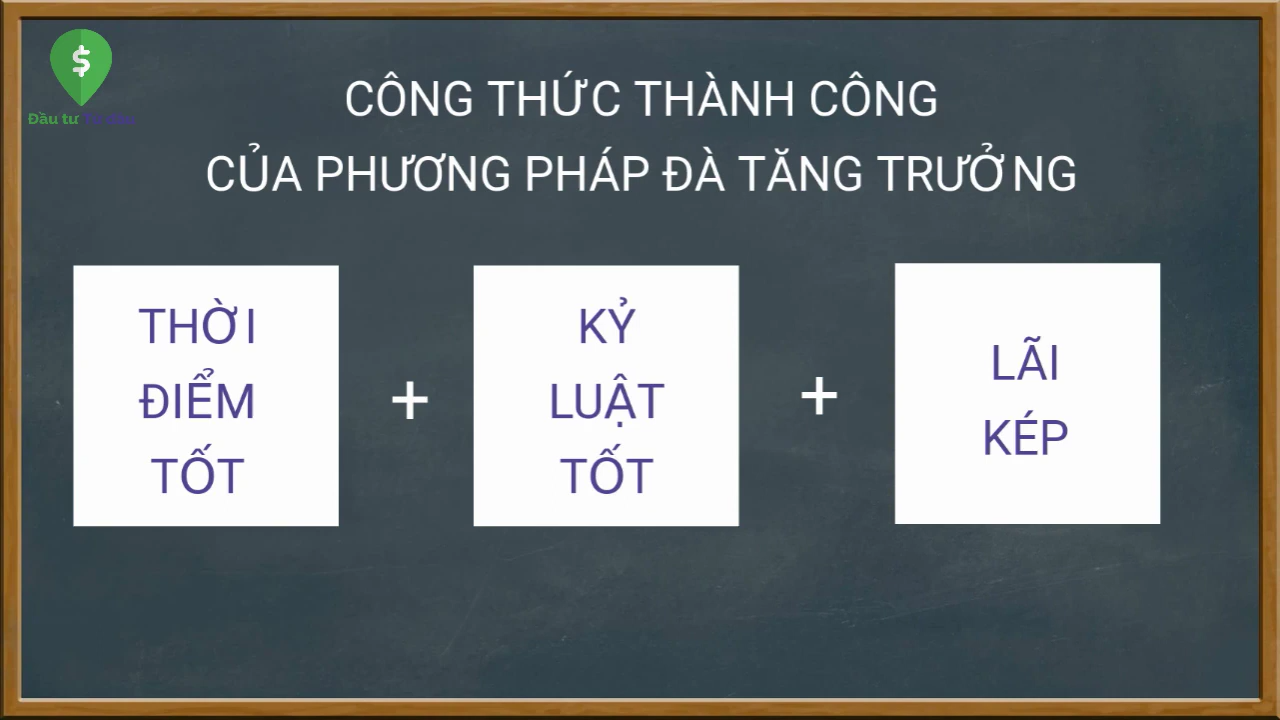 $
Đầu tư
CÔNG THỨC THÀNH CÔNG
CỦA PHƯƠNG PHÁP ĐÀ TĂNG TRƯỞNG
THỜI
ĐIỂM
TỐT
+
KỶ
LUẬT
TỐT
+
LÃI
KÉP